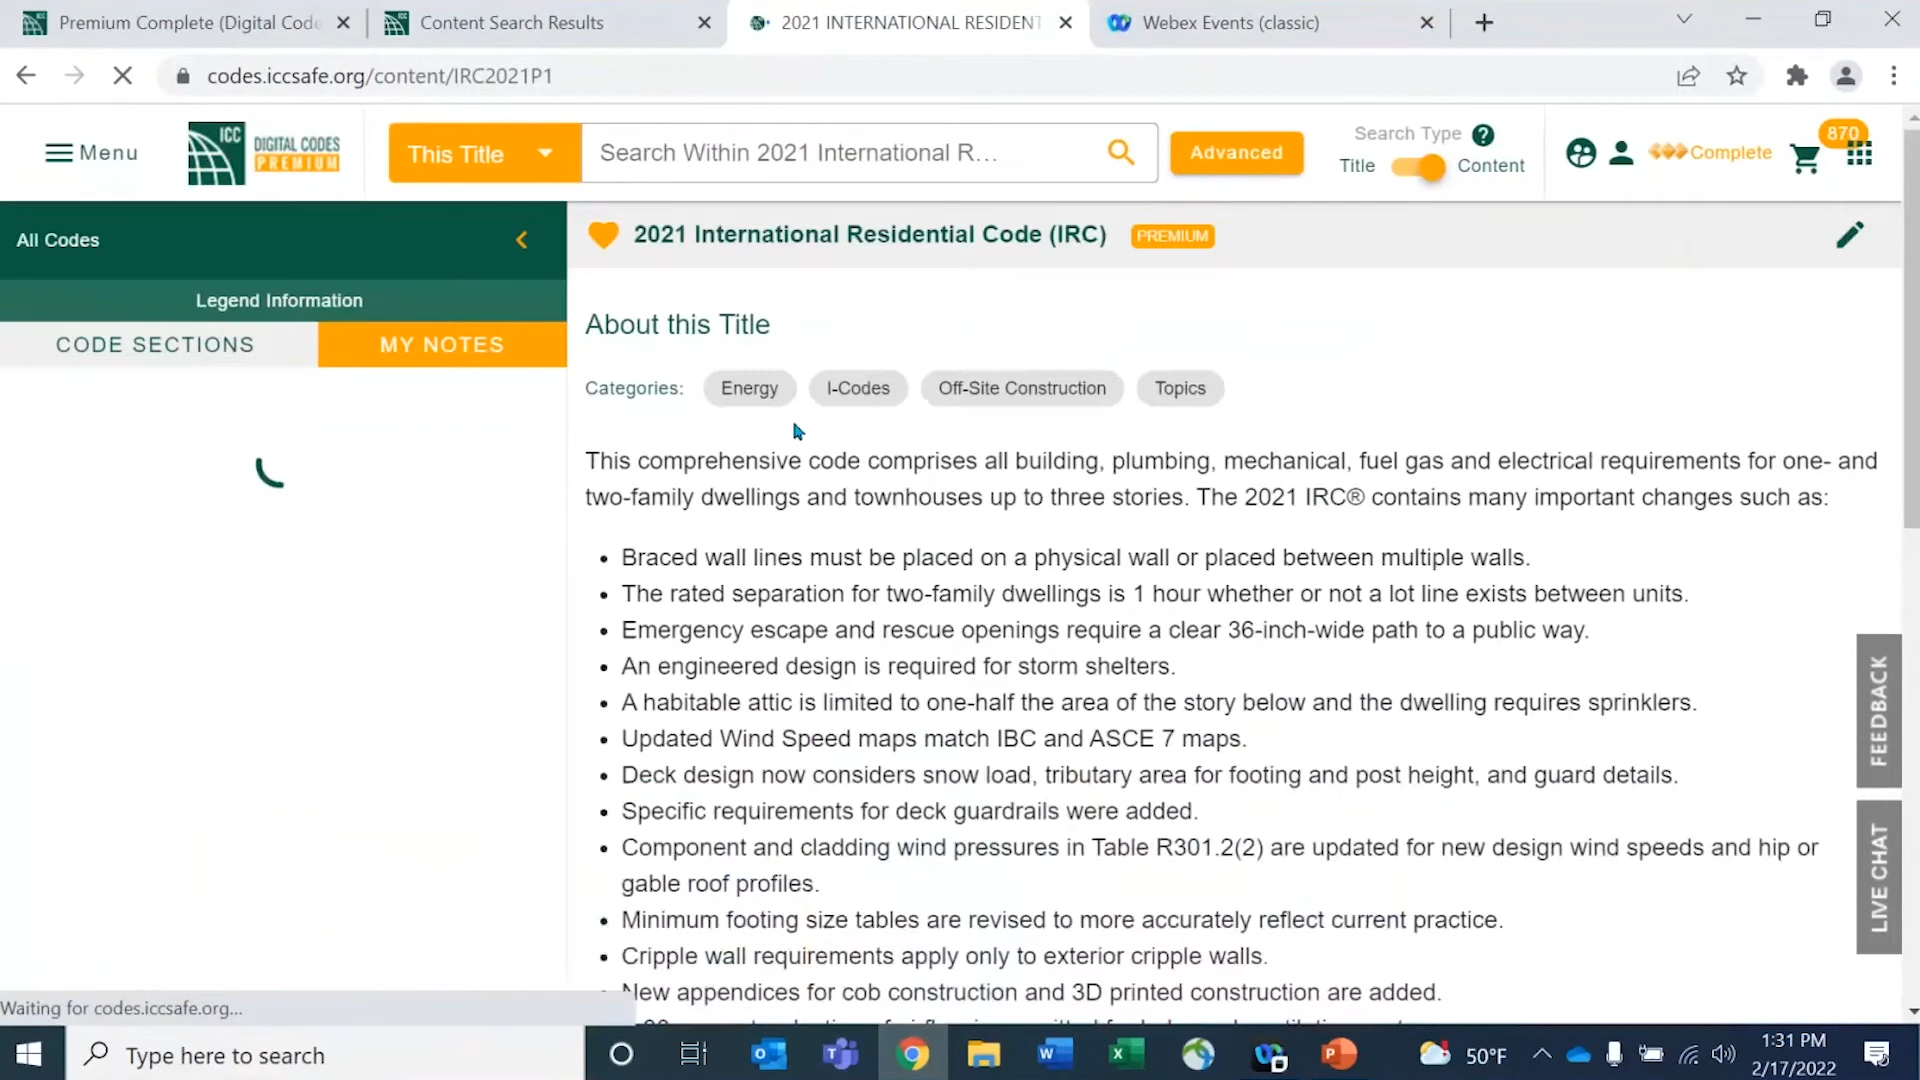 Premium Complete (Digital Code
Content Search Results
2021 INTERNATIONAL RESIDENT
Webex Events (classic)
codes.iccsafe.org/content/IRC2021P1
Menu
ICC
DIGITAL CODES
PREMIUM
This Title
Search Within 2021 International R...
Advanced
Search Type ?
Title
Content
Complete
870
All Codes
Legend Information
CODE SECTIONS
MY NOTES
2021 International Residential Code (IRC)
PREMIUM
About this Title
Categories:
Energy
I-Codes
Off-Site Construction
Topics
This comprehensive code comprises all building, plumbing, mechanical, fuel gas and electrical requirements for one- and
two-family dwellings and townhouses up to three stories. The 2021 IRC® contains many important changes such as:
• Braced wall lines must be placed on a physical wall or placed between multiple walls.
• The rated separation for two-family dwellings is 1 hour whether or not a lot line exists between units.
• Emergency escape and rescue openings require a clear 36-inch-wide path to a public way.
• An engineered design is required for storm shelters.
• A habitable attic is limited to one-half the area of the story below and the dwelling requires sprinklers.
• Updated Wind Speed maps match IBC and ASCE 7 maps.
• Deck design now considers snow load, tributary area for footing and post height, and guard details.
• Specific requirements for deck guardrails were added.
• Component and cladding wind pressures in Table R301.2(2) are updated for new design wind speeds and hip or
gable roof profiles.
• Minimum footing size tables are revised to more accurately reflect current practice.
• Cripple wall requirements apply only to exterior cripple walls.
• New appendices for cob construction and 3D printed construction are added.
FEEDBACK
LIVE CHAT
Waiting for codes.iccsafe.org...
Type here to search
50°F
1:31 PM
2/17/2022